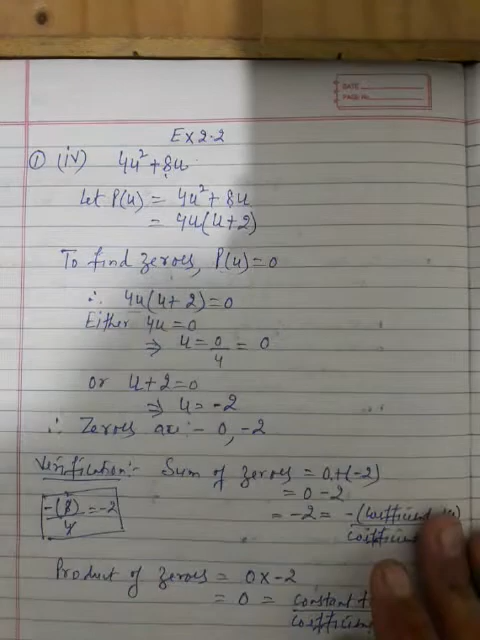 DATE
PAGE No.
Ex 2.2
① (iv) 4u²+8u
Let P(u) = 4u²+8u
= 4u(u+2)
To find zeroes, P(u)=0
∴ 4u(u+2)=0
Either 4u=0
⇒ u=0/4 = 0
or u+2=0
⇒ u=-2
∴ Zeroes are:- 0,-2
Verification:- Sum of zeroes = 0+(-2)
= 0-2
-(8)/4=-2
= -2 = -(coefficient
coefficient
Product of zeroes = 0x-2
= 0 = constant
coefficient